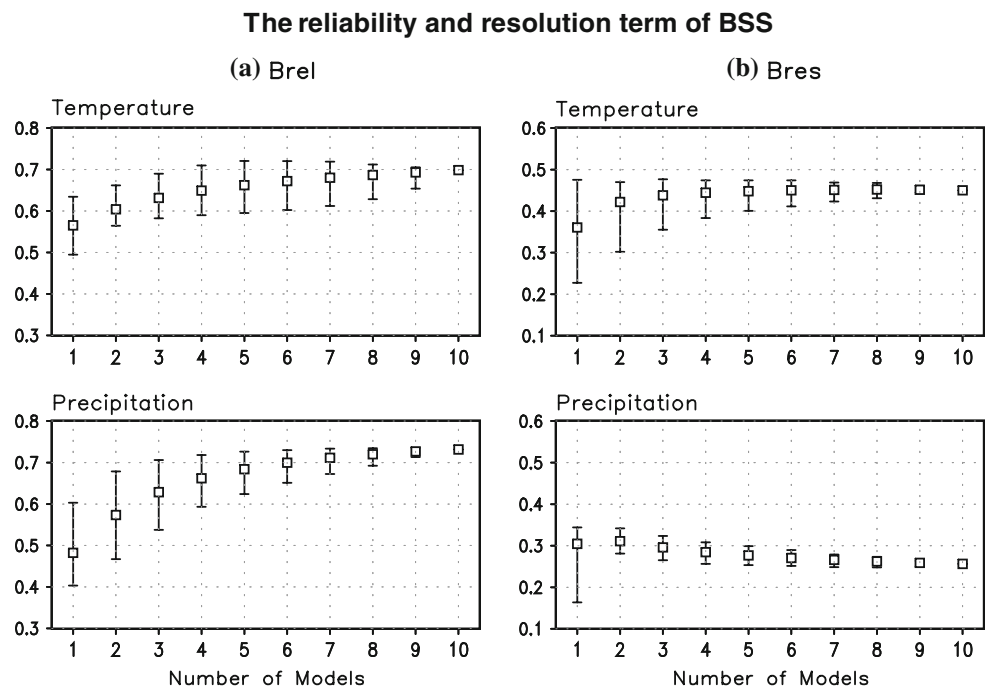 The reliability and resolution term of BSS
(a) Brel
Temperature
0.8
0.7
0.6
0.5
0.4
0.3
1 2 3 4 5 6 7 8 9 10
Precipitation
0.8
0.7
0.6
0.5
0.4
0.3
1 2 3 4 5 6 7 8 9 10
Number of Models
(b) Bres
Temperature
0.6
0.5
0.4
0.3
0.2
0.1
1 2 3 4 5 6 7 8 9 10
Precipitation
0.6
0.5
0.4
0.3
0.2
0.1
1 2 3 4 5 6 7 8 9 10
Number of Models